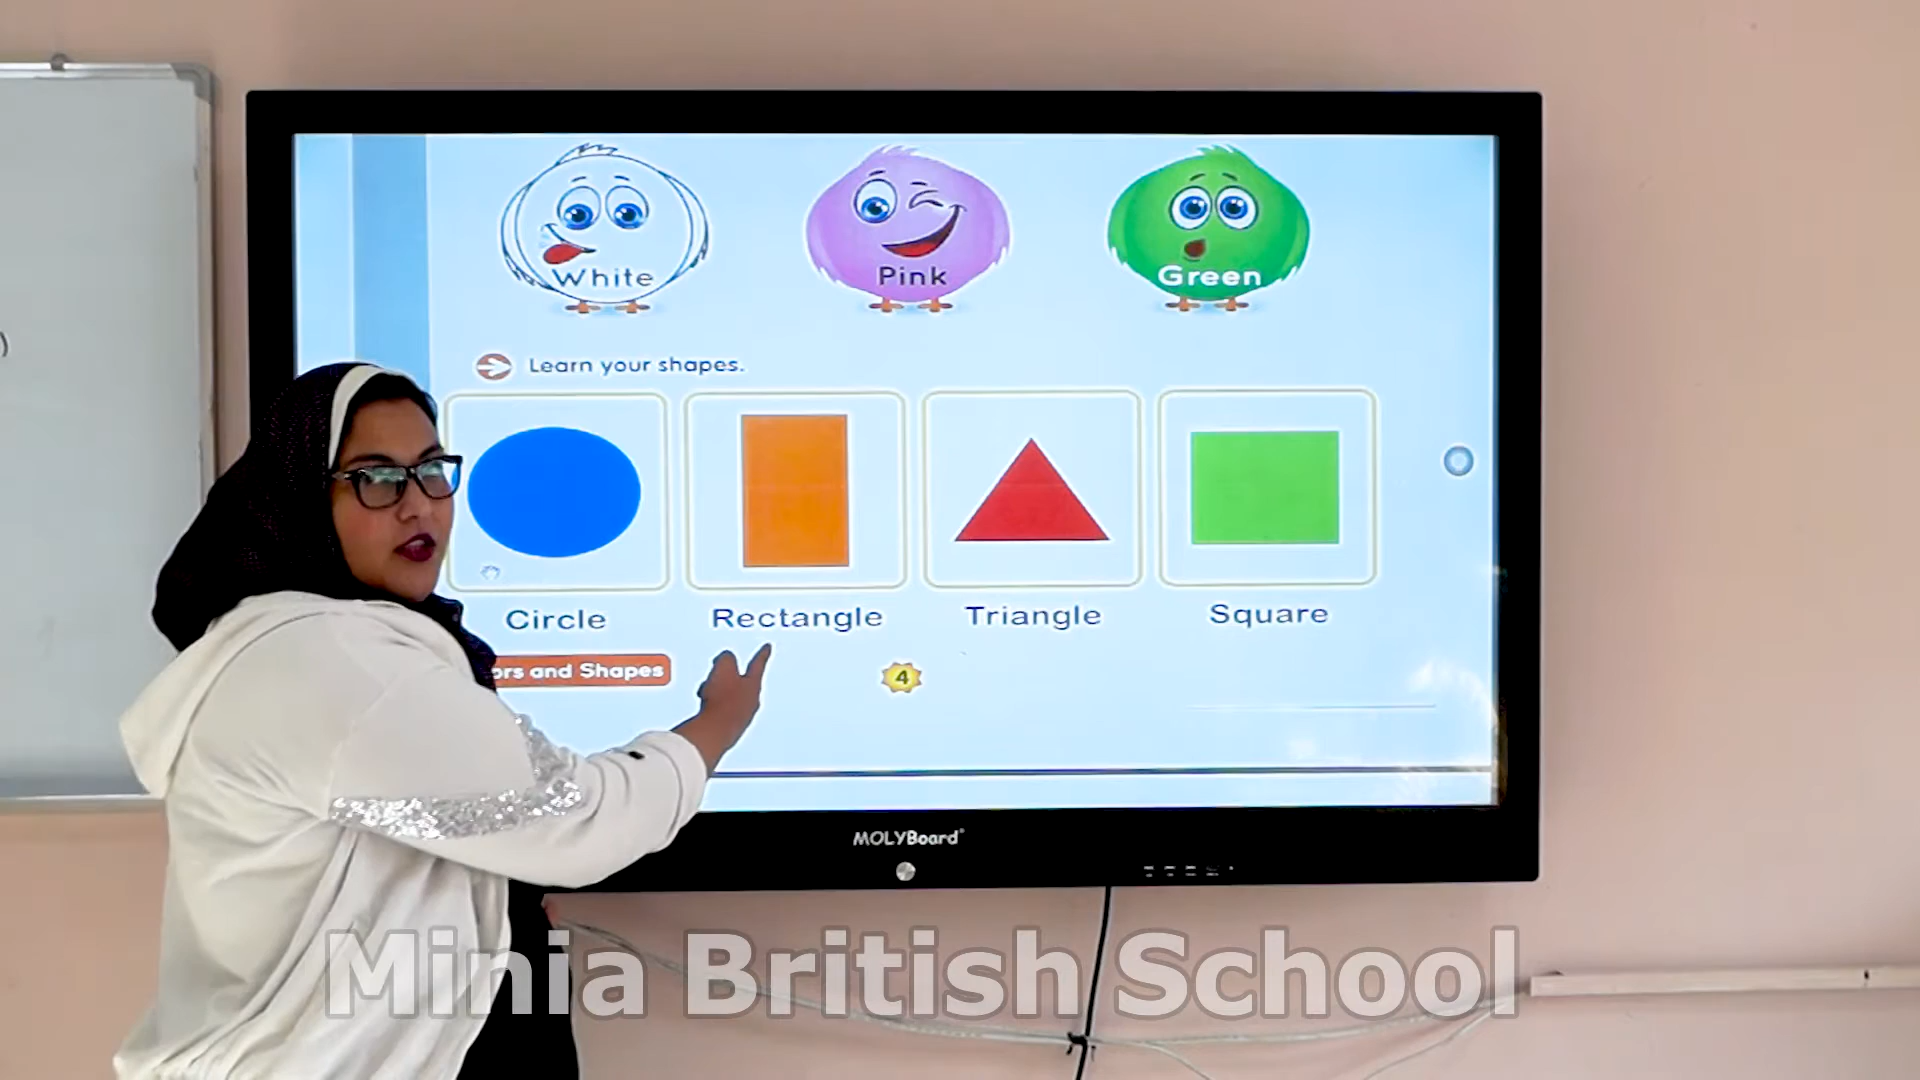 White
Pink
Green
Learn your shapes.
Circle
Rectangle
Triangle
Square
ors and Shapes
4
MOLYBoard
Minia British School